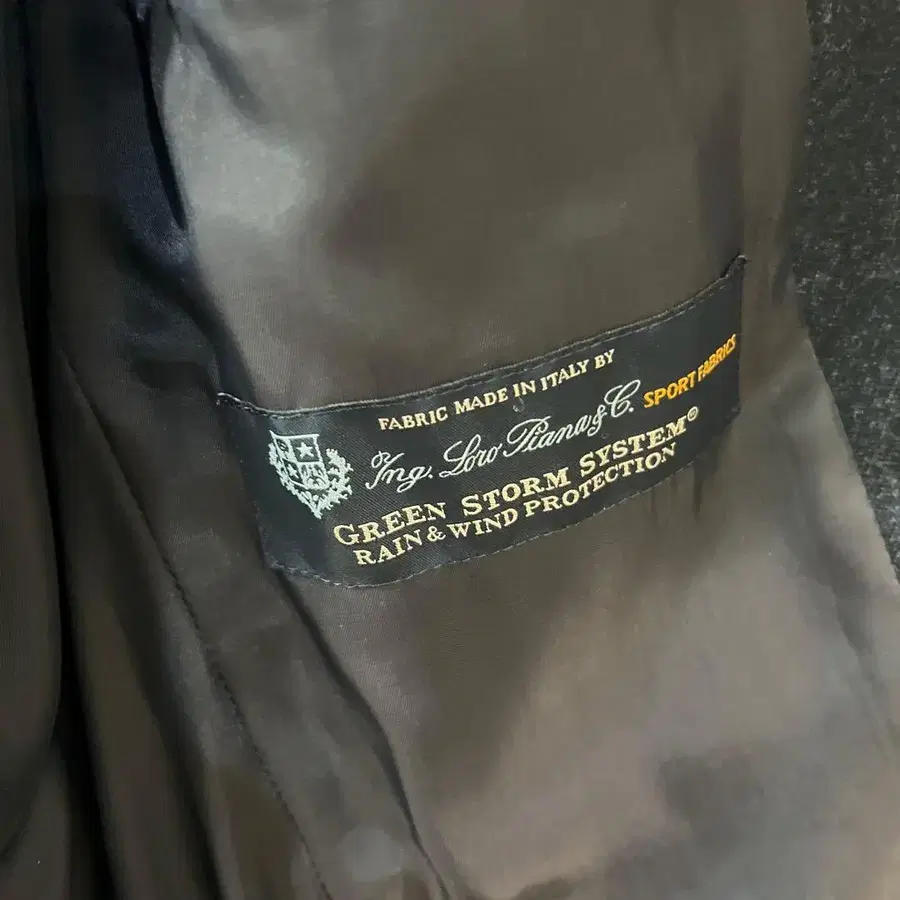 FABRIC MADE IN ITALY BY
Ing. Loro Piana & C. SPORT FABRICS
GREEN STORM SYSTEM®
RAIN & WIND PROTECTION